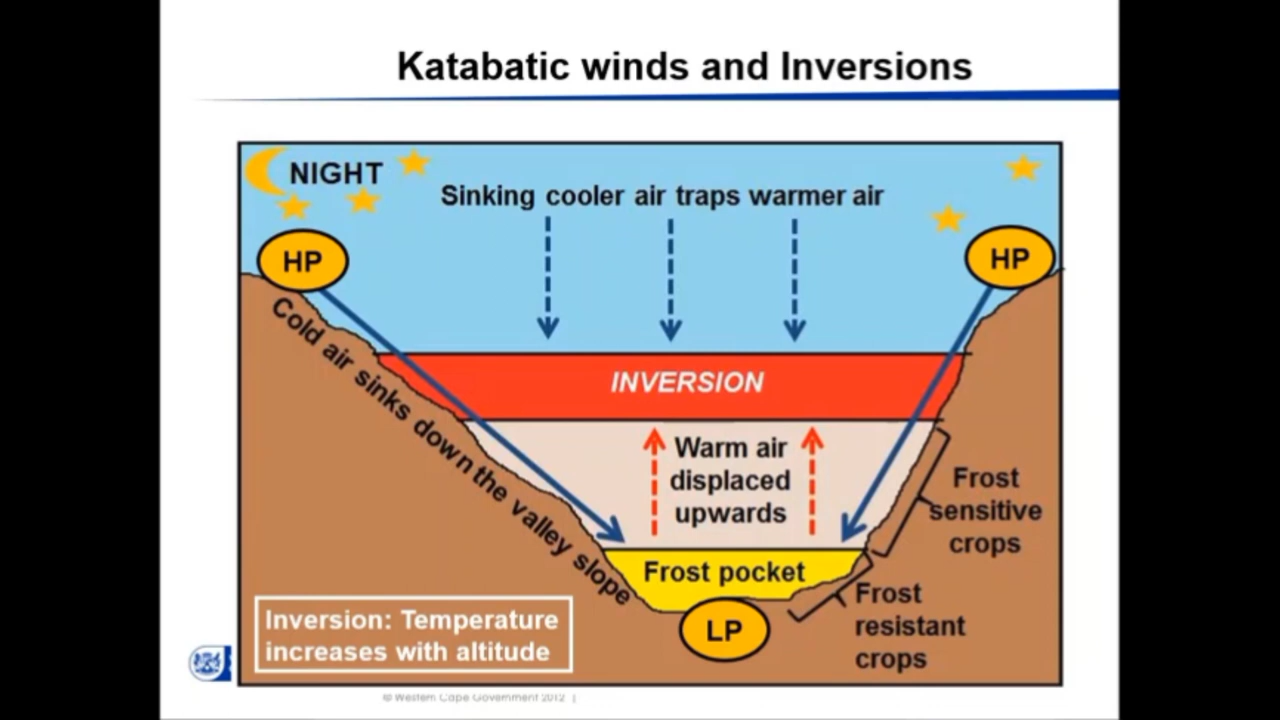 Katabatic winds and Inversions
NIGHT
Sinking cooler air traps warmer air
HP
HP
Cold air sinks down the valley slope
INVERSION
Warm air
displaced
upwards
Frost
sensitive
crops
Frost pocket
LP
Frost
resistant
crops
Inversion: Temperature
increases with altitude
© Western Cape Government 2012 |